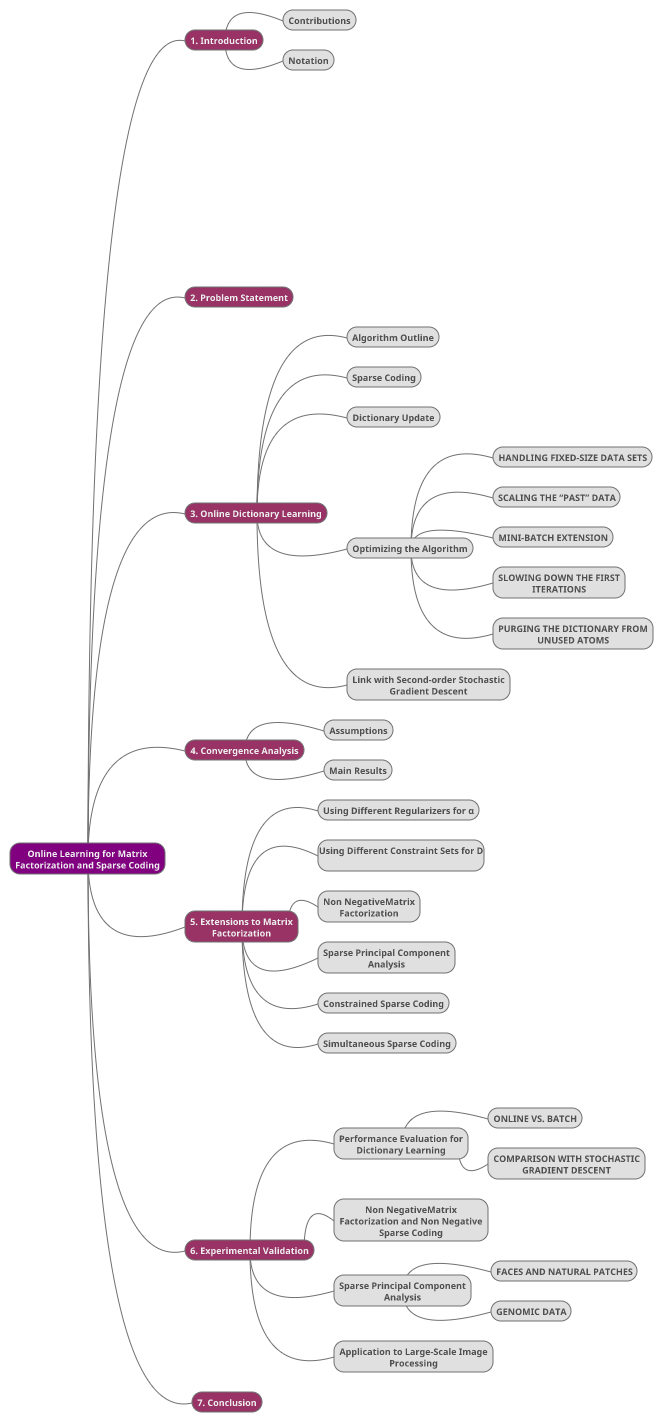 Contributions
1. Introduction
Notation
2. Problem Statement
Algorithm Outline
Sparse Coding
Dictionary Update
HANDLING FIXED-SIZE DATA SETS
SCALING THE “PAST” DATA
3. Online Dictionary Learning
MINI-BATCH EXTENSION
Optimizing the Algorithm
SLOWING DOWN THE FIRST
ITERATIONS
PURGING THE DICTIONARY FROM
UNUSED ATOMS
Link with Second-order Stochastic
Gradient Descent
Assumptions
4. Convergence Analysis
Main Results
Using Different Regularizers for α
Online Learning for Matrix
Factorization and Sparse Coding
Using Different Constraint Sets for D
Non NegativeMatrix
Factorization
5. Extensions to Matrix
Factorization
Sparse Principal Component
Analysis
Constrained Sparse Coding
Simultaneous Sparse Coding
ONLINE VS. BATCH
Performance Evaluation for
Dictionary Learning
COMPARISON WITH STOCHASTIC
GRADIENT DESCENT
Non NegativeMatrix
Factorization and Non Negative
Sparse Coding
6. Experimental Validation
FACES AND NATURAL PATCHES
Sparse Principal Component
Analysis
GENOMIC DATA
Application to Large-Scale Image
Processing
7. Conclusion